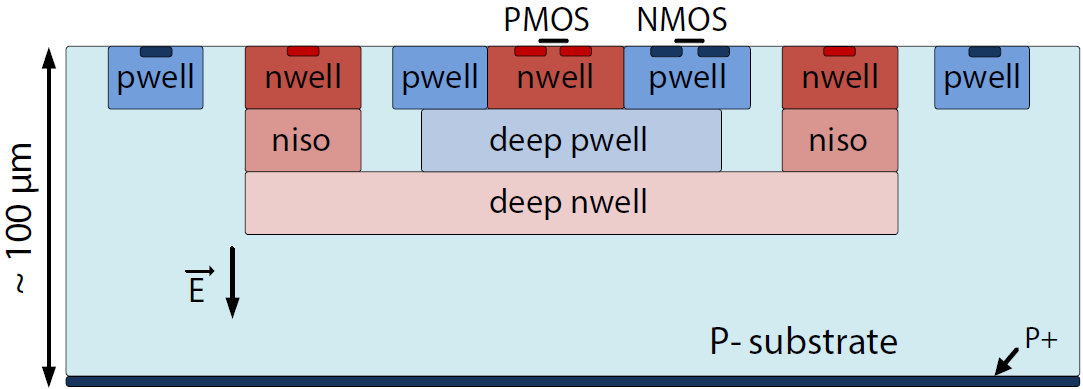 PMOS NMOS
pwell nwell pwell nwell pwell nwell pwell
niso deep pwell niso
deep nwell
~ 100 µm
E
P- substrate
P+